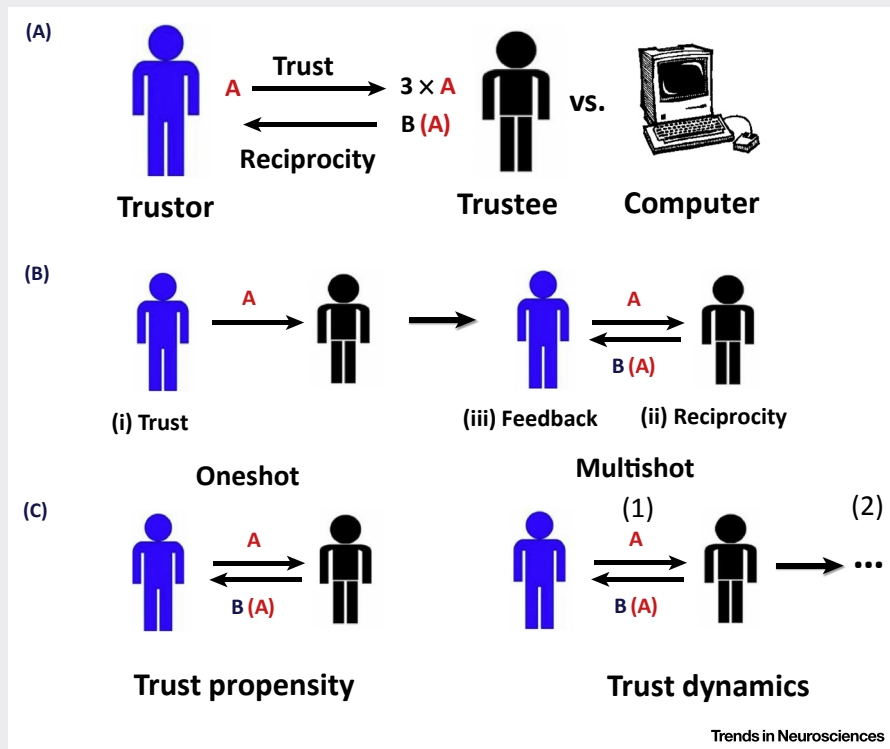 (A)
Trust
A
3 × A
B (A)
Reciprocity
vs.
Trustor
Trustee
Computer
(B)
A
A
B (A)
(i) Trust
(iii) Feedback
(ii) Reciprocity
Oneshot
Multishot
(C)
(1)
(2)
A
A
...
B (A)
B (A)
Trust propensity
Trust dynamics
Trends in Neurosciences